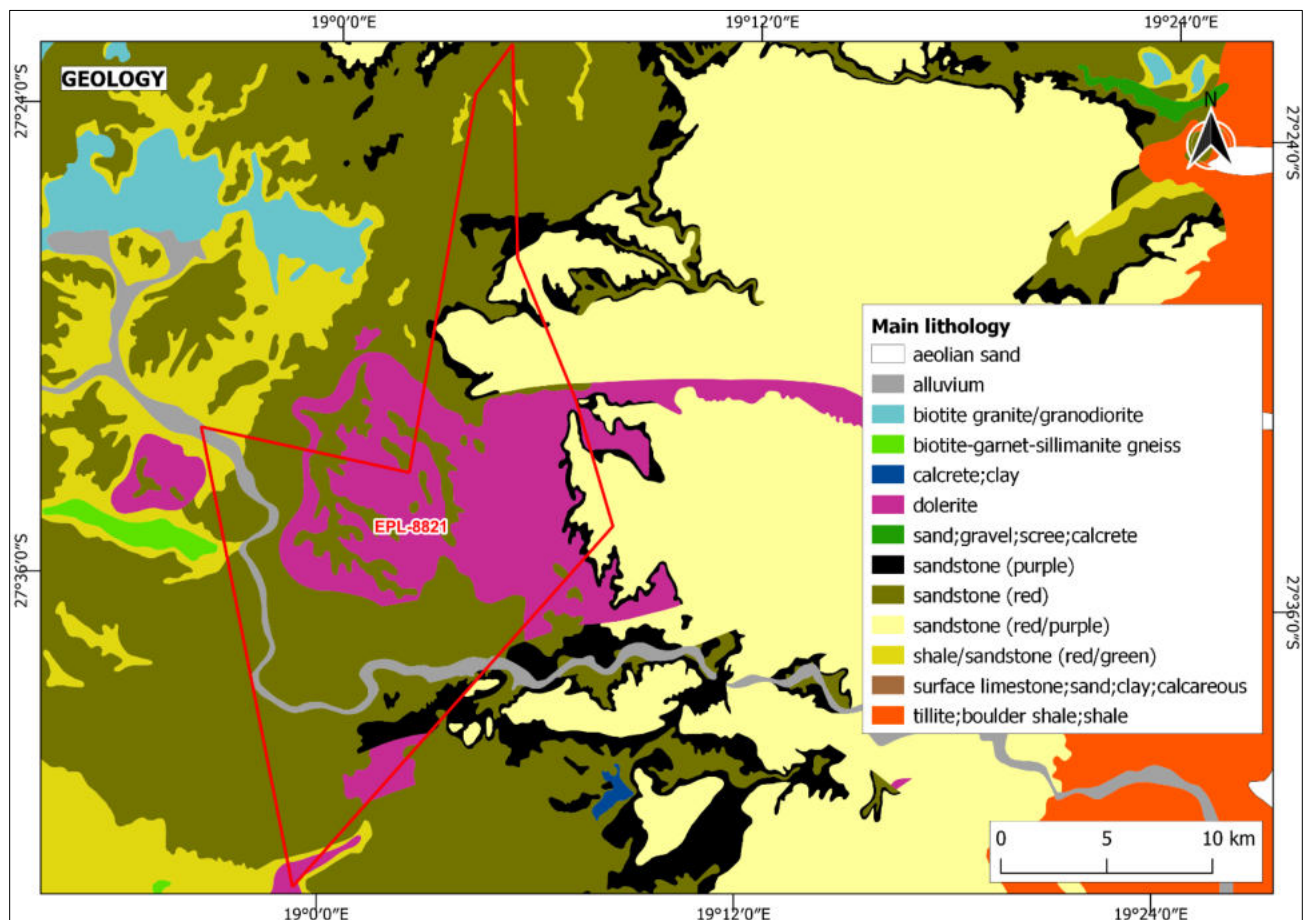 19°0′0″E 19°12′0″E 19°24′0″E
GEOLOGY
27°24′0″S
27°24′0″S
N
Main lithology
aeolian sand
alluvium
biotite granite/granodiorite
biotite-garnet-sillimanite gneiss
calcrete;clay
dolerite
sand;gravel;scree;calcrete
sandstone (purple)
sandstone (red)
sandstone (red/purple)
shale/sandstone (red/green)
surface limestone;sand;clay;calcareous
tillite;boulder shale;shale
EPL-8821
27°36′0″S
27°36′0″S
0 5 10 km
19°0′0″E 19°12′0″E 19°24′0″E